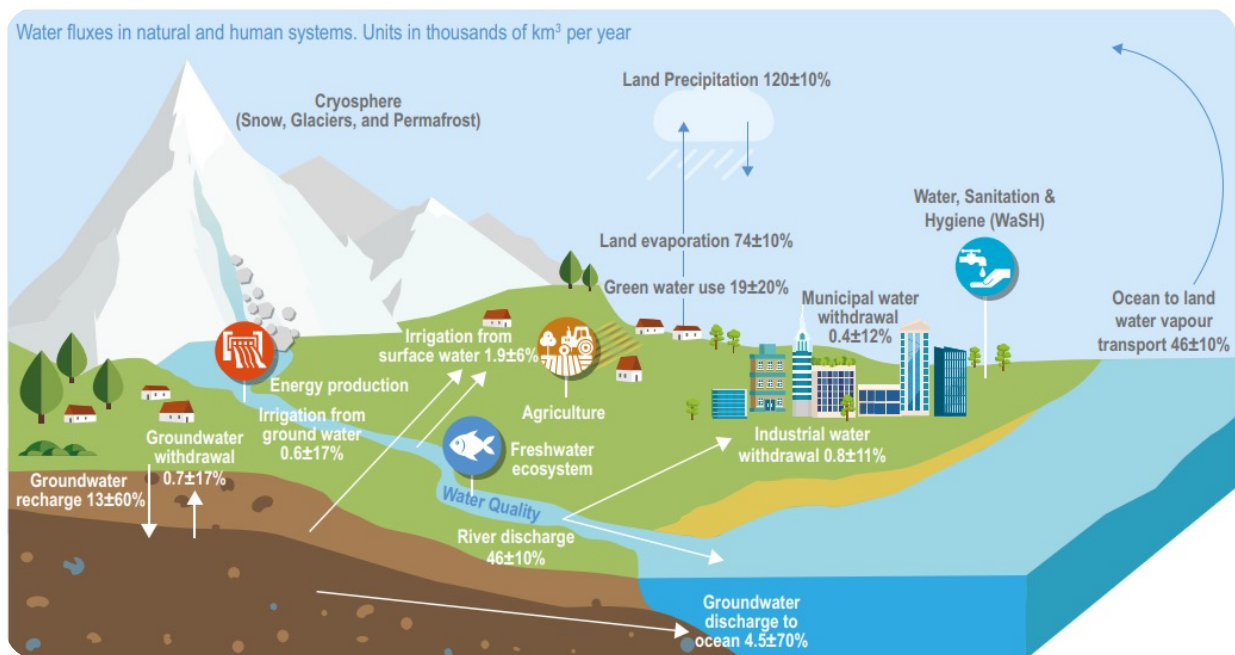 Water fluxes in natural and human systems. Units in thousands of km³ per year
Land Precipitation 120±10%
Cryosphere
(Snow, Glaciers, and Permafrost)
Water, Sanitation &
Hygiene (WaSH)
Land evaporation 74±10%
Green water use 19±20%
Municipal water
withdrawal
0.4±12%
Ocean to land
water vapour
transport 46±10%
Irrigation from
surface water 1.9±6%
Energy production
Agriculture
Irrigation from
ground water
0.6±17%
Groundwater
withdrawal
0.7±17%
Freshwater
ecosystem
Industrial water
withdrawal 0.8±11%
Groundwater
recharge 13±60%
Water Quality
River discharge
46±10%
Groundwater
discharge to
ocean 4.5±70%